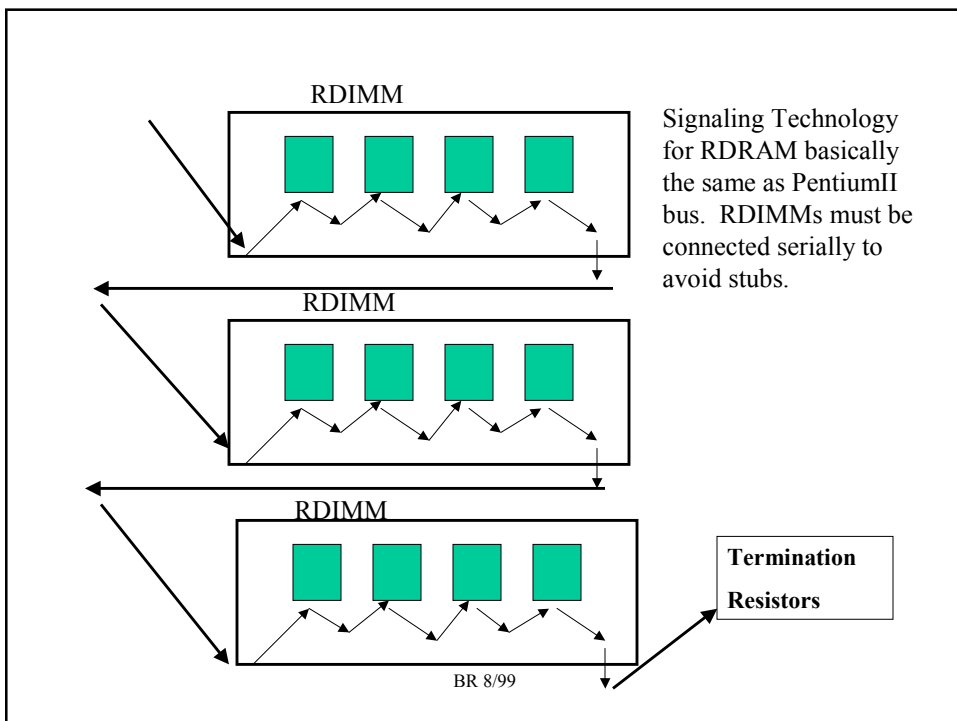 RDIMM
Signaling Technology
for RDRAM basically
the same as PentiumII
bus. RDIMMs must be
connected serially to
avoid stubs.
RDIMM
RDIMM
Termination
Resistors
BR 8/99